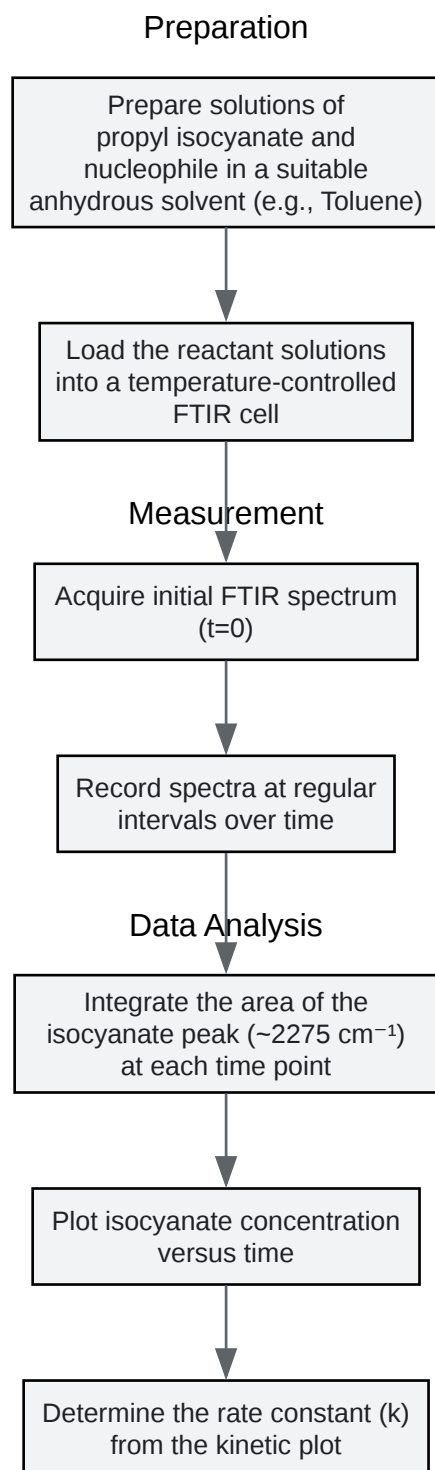 Preparation
Prepare solutions of
propyl isocyanate and
nucleophile in a suitable
anhydrous solvent (e.g., Toluene)
Load the reactant solutions
into a temperature-controlled
FTIR cell
Measurement
Acquire initial FTIR spectrum
(t=0)
Record spectra at regular
intervals over time
Data Analysis
Integrate the area of the
isocyanate peak (~2275 cm⁻¹)
at each time point
Plot isocyanate concentration
versus time
Determine the rate constant (k)
from the kinetic plot